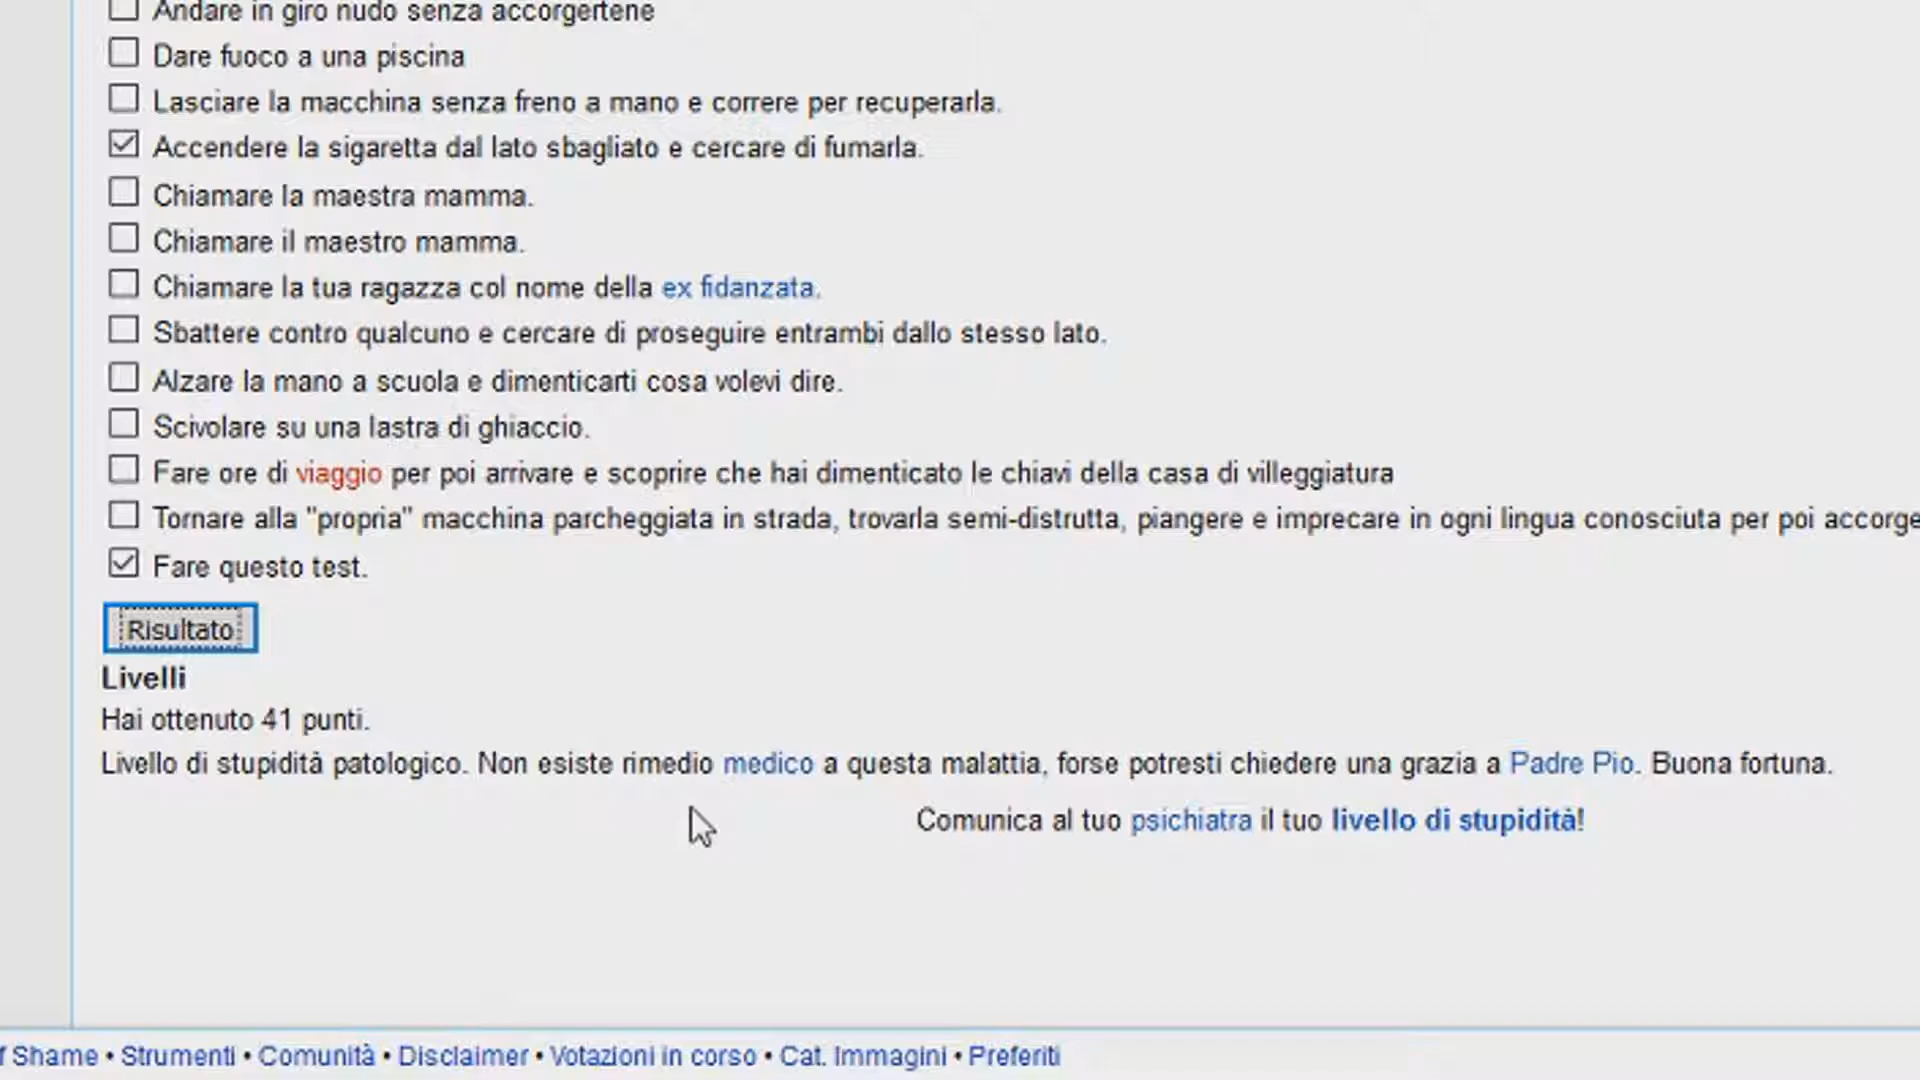 Andare in giro nudo senza accorgertene
Dare fuoco a una piscina
Lasciare la macchina senza freno a mano e correre per recuperarla.
Accendere la sigaretta dal lato sbagliato e cercare di fumarla.
Chiamare la maestra mamma.
Chiamare il maestro mamma.
Chiamare la tua ragazza col nome della ex fidanzata.
Sbattere contro qualcuno e cercare di proseguire entrambi dallo stesso lato.
Alzare la mano a scuola e dimenticarti cosa volevi dire.
Scivolare su una lastra di ghiaccio.
Fare ore di viaggio per poi arrivare e scoprire che hai dimenticato le chiavi della casa di villeggiatura
Tornare alla "propria" macchina parcheggiata in strada, trovarla semi-distrutta, piangere e imprecare in ogni lingua conosciuta per poi accorge
Fare questo test.
Risultato
Livelli
Hai ottenuto 41 punti.
Livello di stupidità patologico. Non esiste rimedio medico a questa malattia, forse potresti chiedere una grazia a Padre Pio. Buona fortuna.
Comunica al tuo psichiatra il tuo livello di stupidità!
f Shame • Strumenti • Comunità • Disclaimer • Votazioni in corso • Cat. Immagini • Preferiti